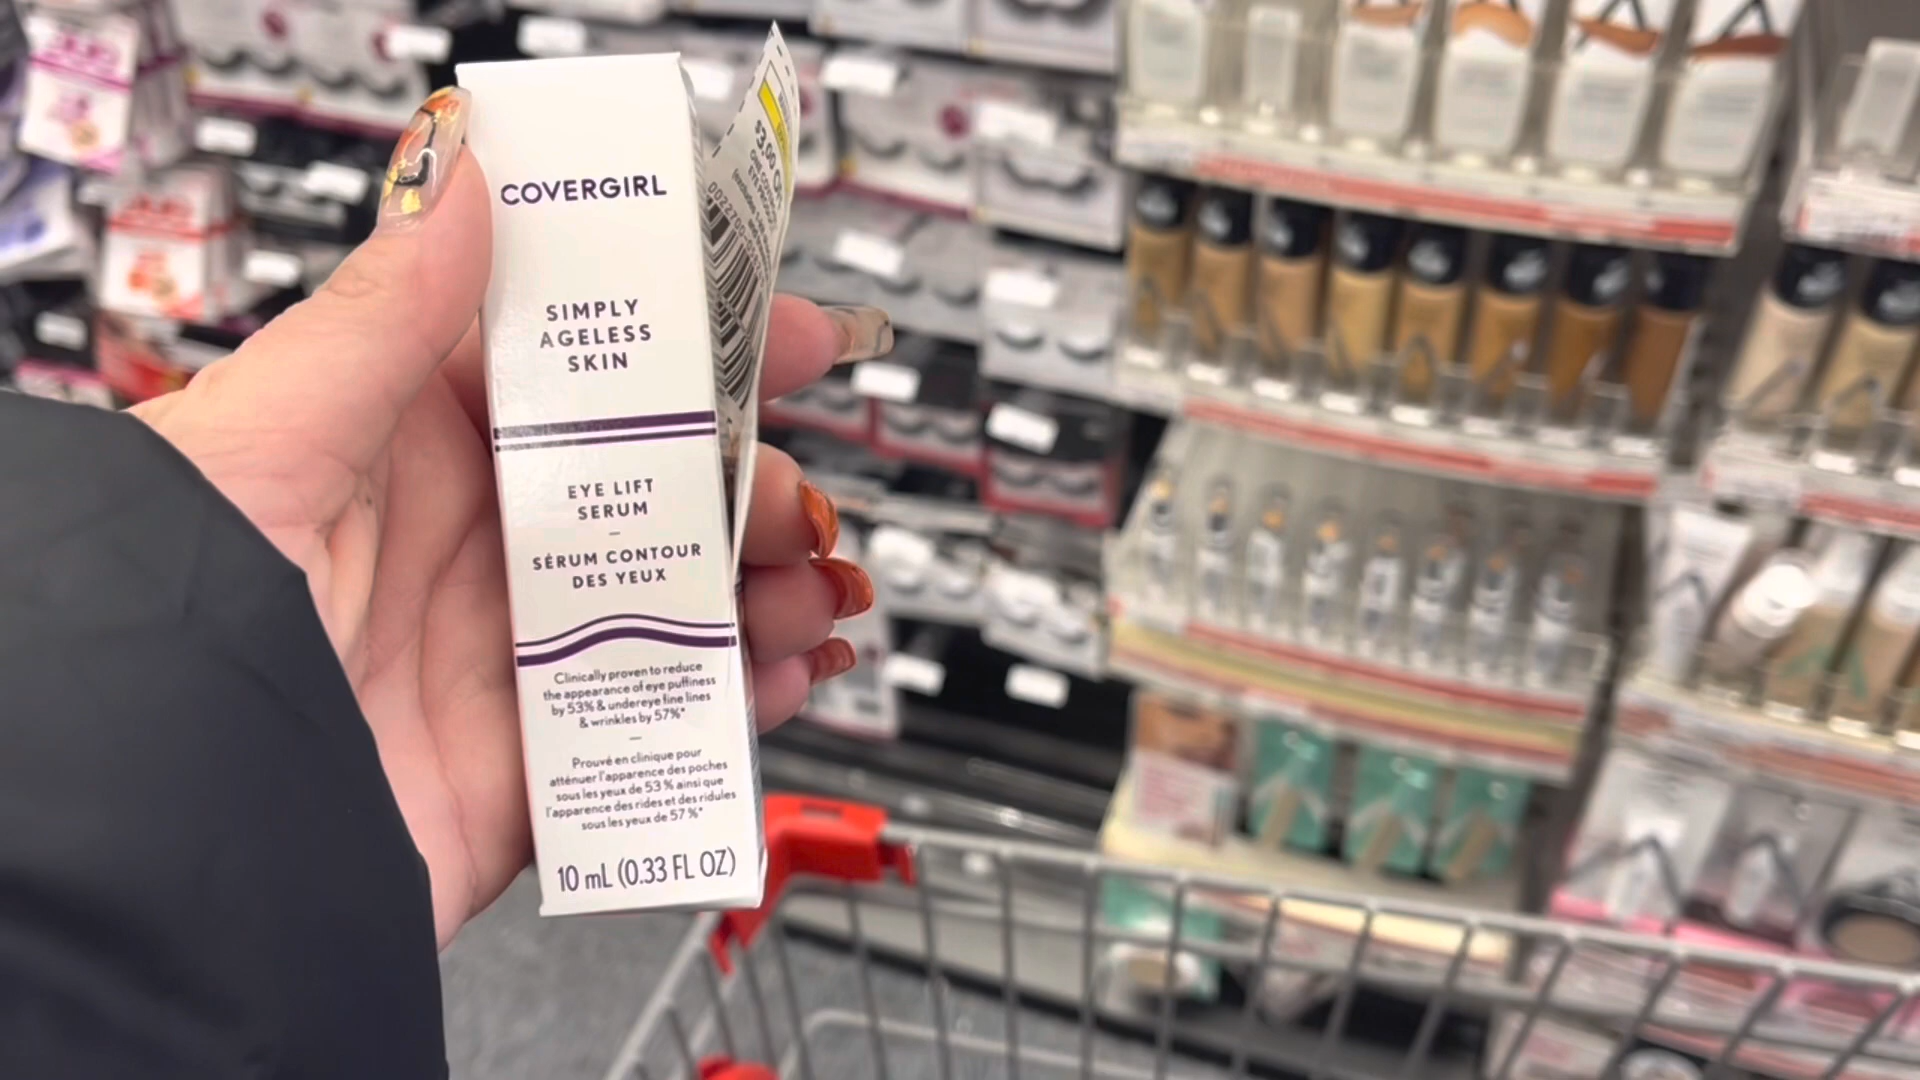 COVERGIRL
SIMPLY
AGELESS
SKIN
EYE LIFT
SERUM
–
SÉRUM CONTOUR
DES YEUX
Clinically proven to reduce
the appearance of eye puffiness
by 53% & undereye fine lines
& wrinkles by 57%*
–
Prouvé en clinique pour
atténuer l'apparence des poches
sous les yeux de 53 % ainsi que
l'apparence des rides et des ridules
sous les yeux de 57 %*
10 mL (0.33 FL OZ)
$3.00